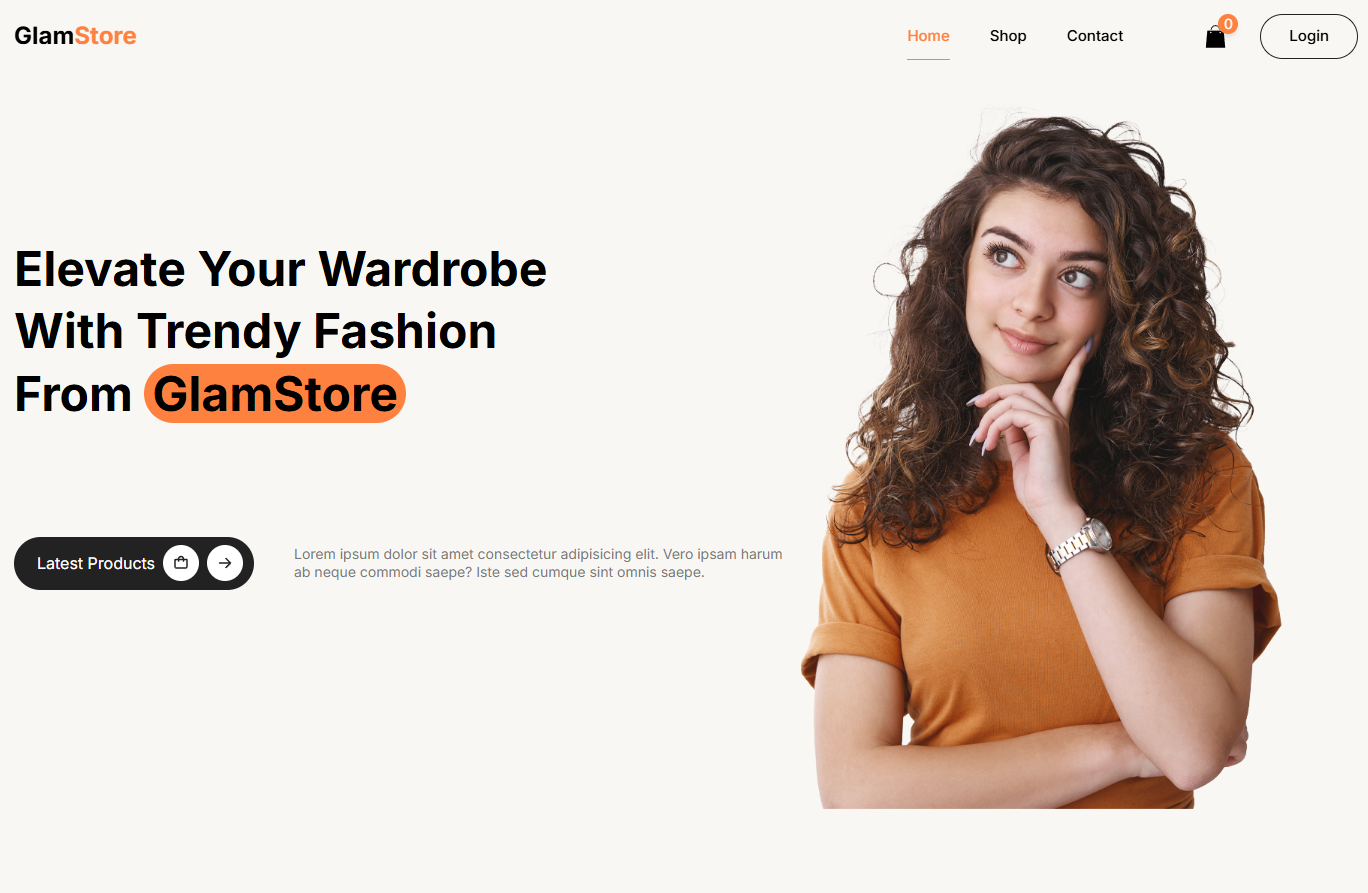 GlamStore
Home Shop Contact 0 Login
Elevate Your Wardrobe
With Trendy Fashion
From GlamStore
Latest Products
Lorem ipsum dolor sit amet consectetur adipisicing elit. Vero ipsam harum
ab neque commodi saepe? Iste sed cumque sint omnis saepe.